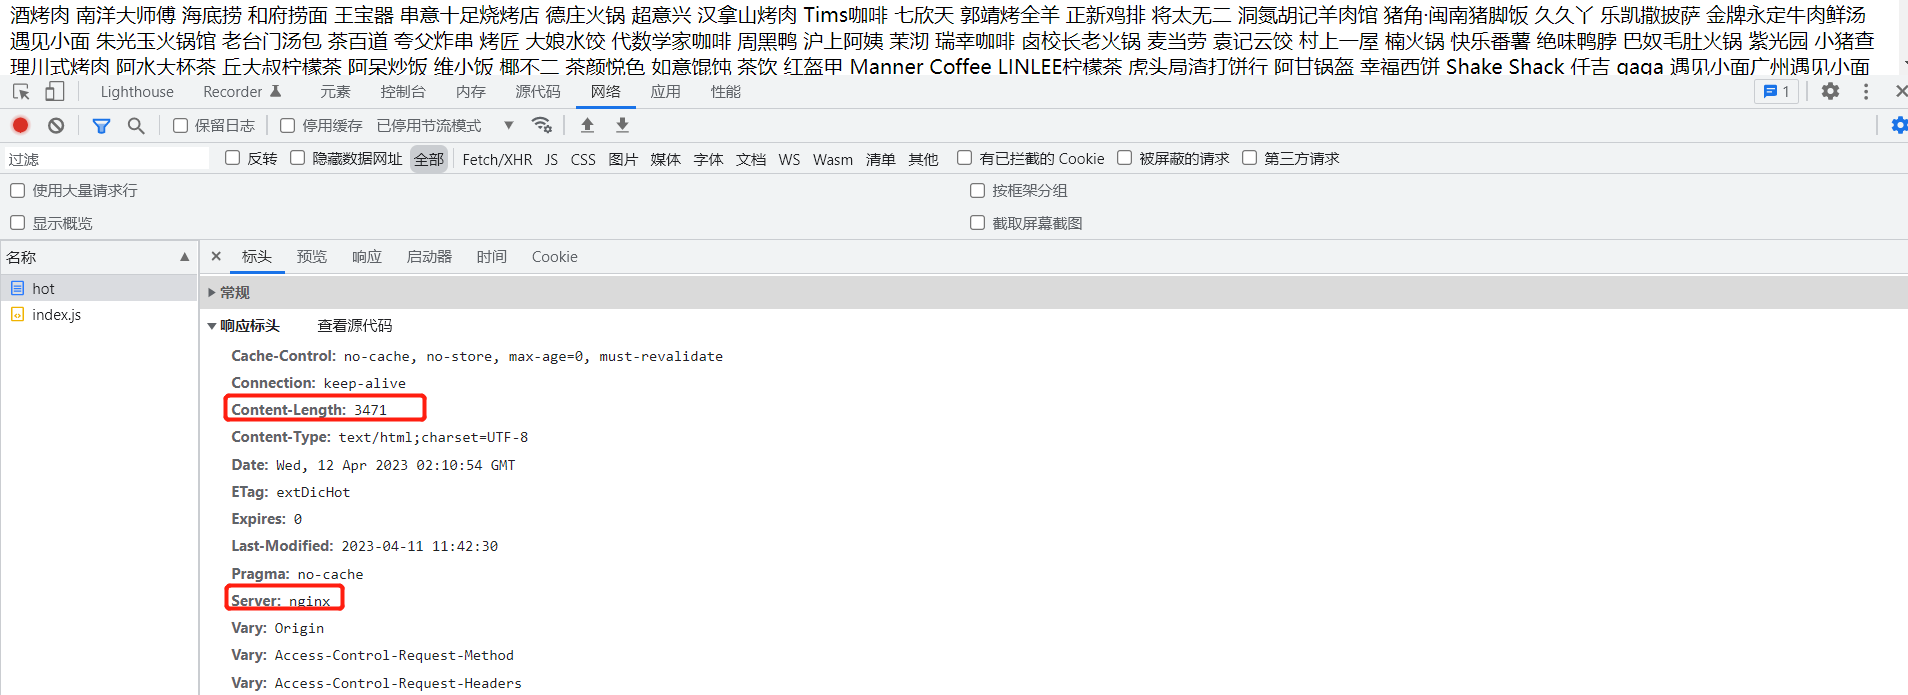 酒烤肉 南洋大师傅 海底捞 和府捞面 王宝器 串意十足烧烤店 德庄火锅 超意兴 汉拿山烤肉 Tims咖啡 七欣天 郭靖烤全羊 正新鸡排 将太无二 洞氮胡记羊肉馆 猪角·闽南猪脚饭 久久丫 乐凯撒披萨 金牌永定牛肉鲜汤
遇见小面 朱光玉火锅馆 老台门汤包 茶百道 夸父炸串 烤匠 大娘水饺 代数学家咖啡 周黑鸭 沪上阿姨 茉沏 瑞幸咖啡 卤校长老火锅 麦当劳 袁记云饺 村上一屋 楠火锅 快乐番薯 绝味鸭脖 巴奴毛肚火锅 紫光园 小猪查
理川式烤肉 阿水大杯茶 丘大叔柠檬茶 阿呆炒饭 维小饭 椰不二 茶颜悦色 如意馄饨 茶饮 红盔甲 Manner Coffee LINLEE柠檬茶 虎头局渣打饼行 阿甘锅盔 幸福西饼 Shake Shack 仟吉 gaga 遇见小面广州遇见小面
Lighthouse Recorder 元素 控制台 内存 源代码 网络 应用 性能 1
保留日志 停用缓存 已停用节流模式
过滤 反转 隐藏数据网址 全部 Fetch/XHR JS CSS 图片 媒体 字体 文档 WS Wasm 清单 其他 有已拦截的 Cookie 被屏蔽的请求 第三方请求
使用大量请求行 按框架分组
显示概览 截取屏幕截图
名称 标头 预览 响应 启动器 时间 Cookie
hot 常规
index.js
响应标头 查看源代码
Cache-Control: no-cache, no-store, max-age=0, must-revalidate
Connection: keep-alive
Content-Length: 3471
Content-Type: text/html;charset=UTF-8
Date: Wed, 12 Apr 2023 02:10:54 GMT
ETag: extDicHot
Expires: 0
Last-Modified: 2023-04-11 11:42:30
Pragma: no-cache
Server: nginx
Vary: Origin
Vary: Access-Control-Request-Method
Vary: Access-Control-Request-Headers